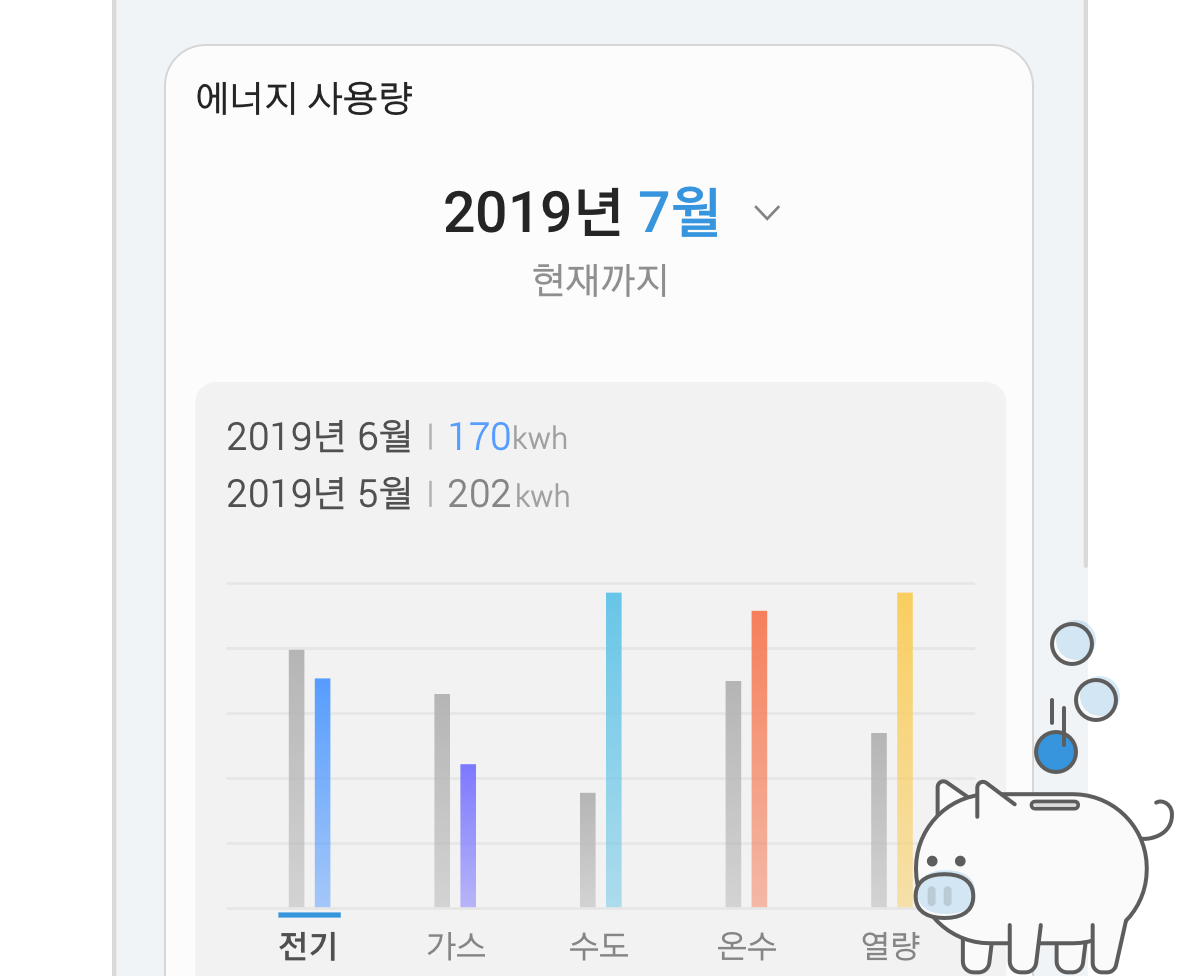 에너지 사용량
2019년 7월
현재까지
2019년 6월 | 170kwh
2019년 5월 | 202kwh
전기 가스 수도 온수 열량